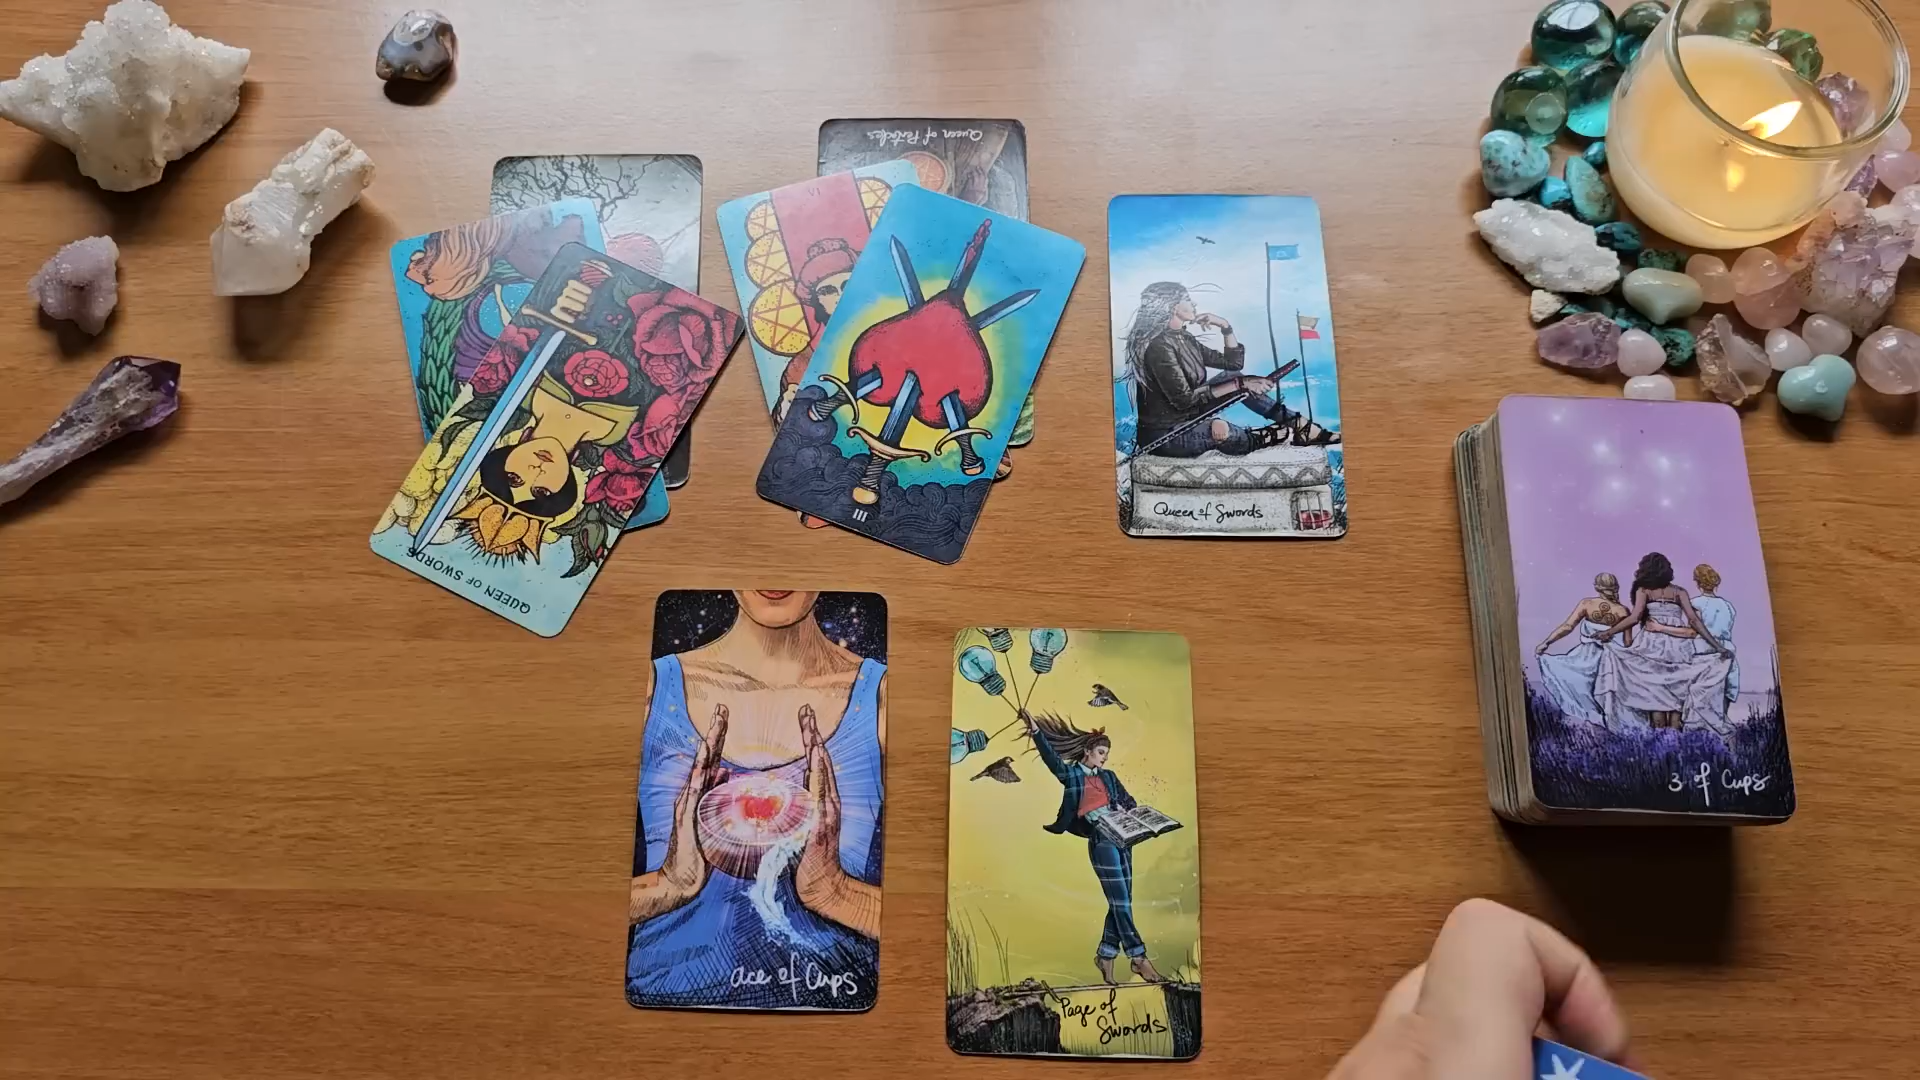 Queen of Pentacles
VI
QUEEN OF SWORDS
III
Queen of Swords
3 of Cups
ace of Cups
Page of
Swords